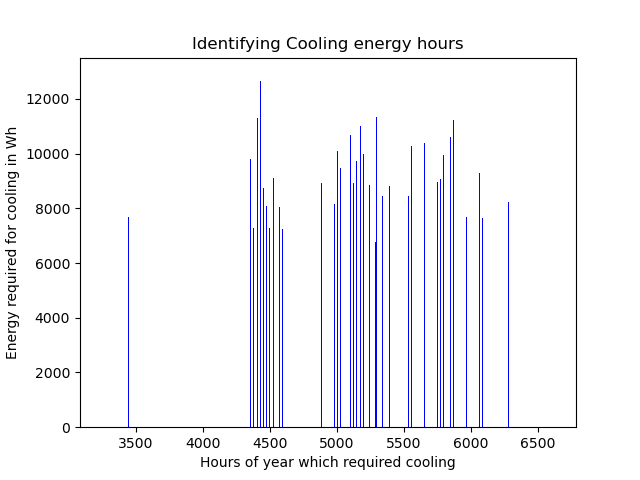 Identifying Cooling energy hours
Energy required for cooling in Wh
12000
10000
8000
6000
4000
2000
0
3500 4000 4500 5000 5500 6000 6500
Hours of year which required cooling